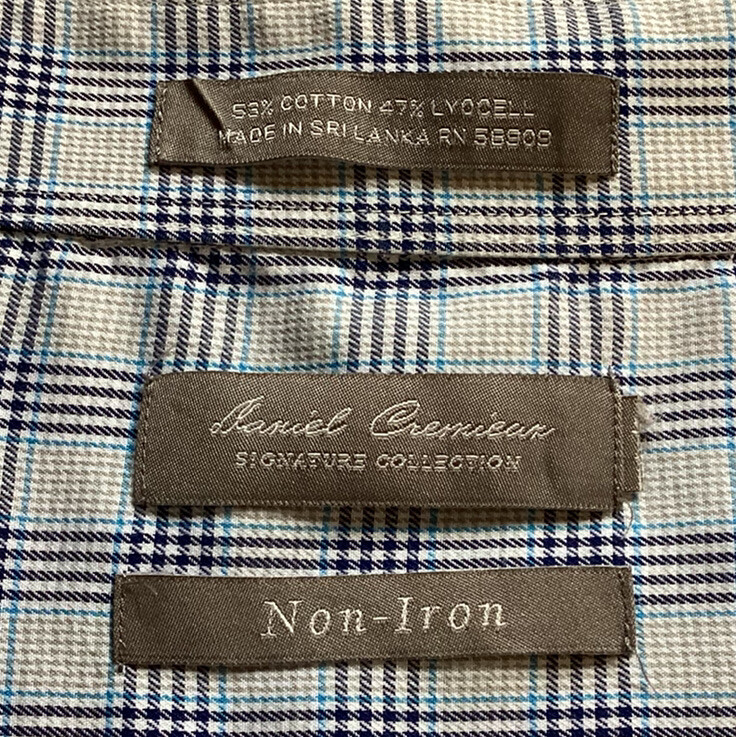 53% COTTON 47% LYOCELL
MADE IN SRI LANKA RN 58909
Daniel Cremieux
SIGNATURE COLLECTION
Non-Iron